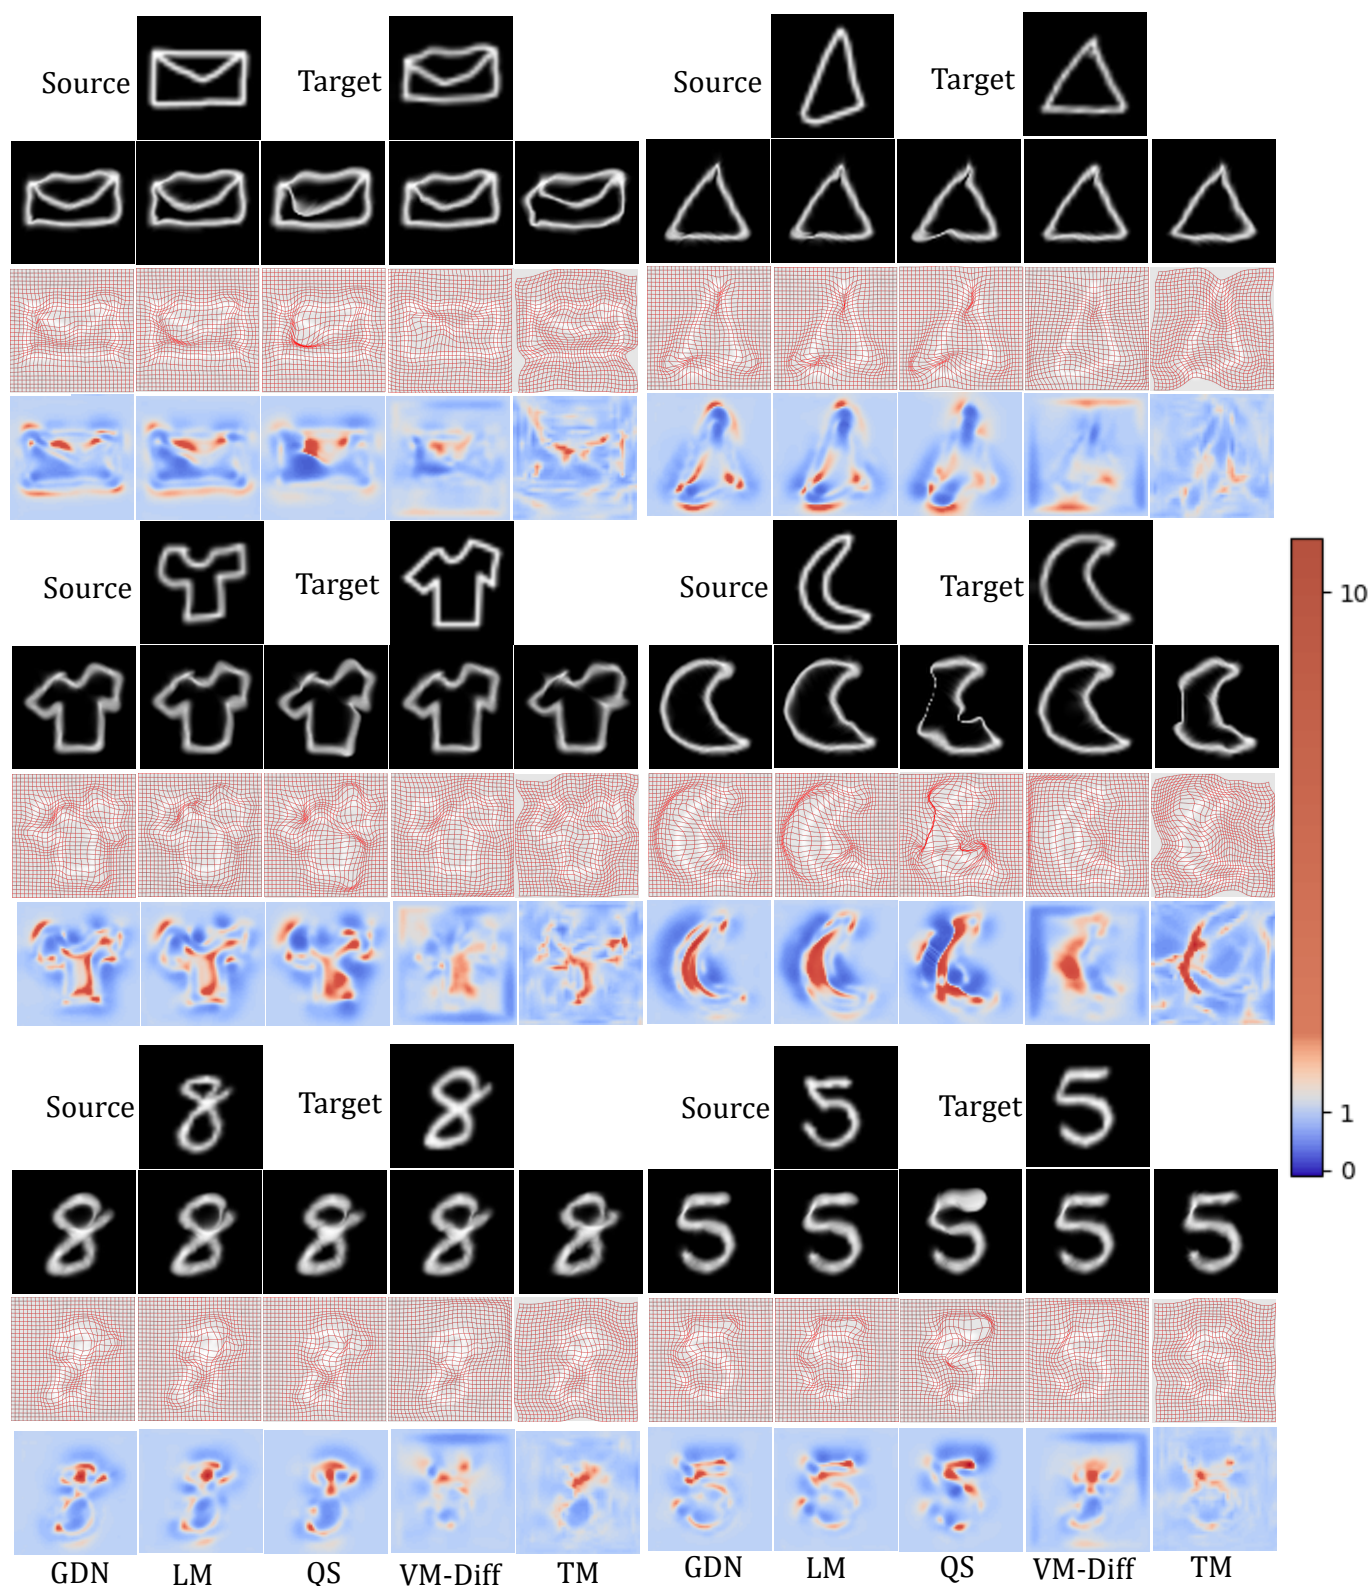 Source Target Source Target
Source Target Source Target
10
1
0
Source Target Source Target
GDN LM QS VM-Diff TM GDN LM QS VM-Diff TM